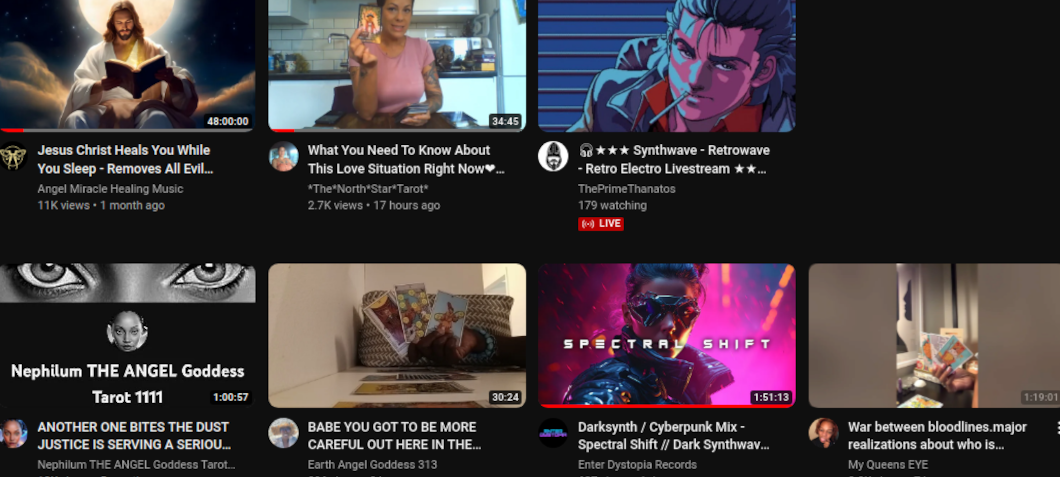 48:00:00
Jesus Christ Heals You While
You Sleep - Removes All Evil...
Angel Miracle Healing Music
11K views • 1 month ago
34:45
What You Need To Know About
This Love Situation Right Now❤...
*The*North*Star*Tarot*
2.7K views • 17 hours ago
🎧★★★ Synthwave - Retrowave
- Retro Electro Livestream ★★...
ThePrimeThanatos
179 watching
LIVE
Nephilum THE ANGEL Goddess
Tarot 1111
1:00:57
ANOTHER ONE BITES THE DUST
JUSTICE IS SERVING A SERIOU...
Nephilum THE ANGEL Goddess Tarot...
30:24
BABE YOU GOT TO BE MORE
CAREFUL OUT HERE IN THE...
Earth Angel Goddess 313
SPECTRAL SHIFT
1:51:13
Darksynth / Cyberpunk Mix -
Spectral Shift // Dark Synthwav...
Enter Dystopia Records
1:19:01
War between bloodlines.major
realizations about who is...
My Queens EYE